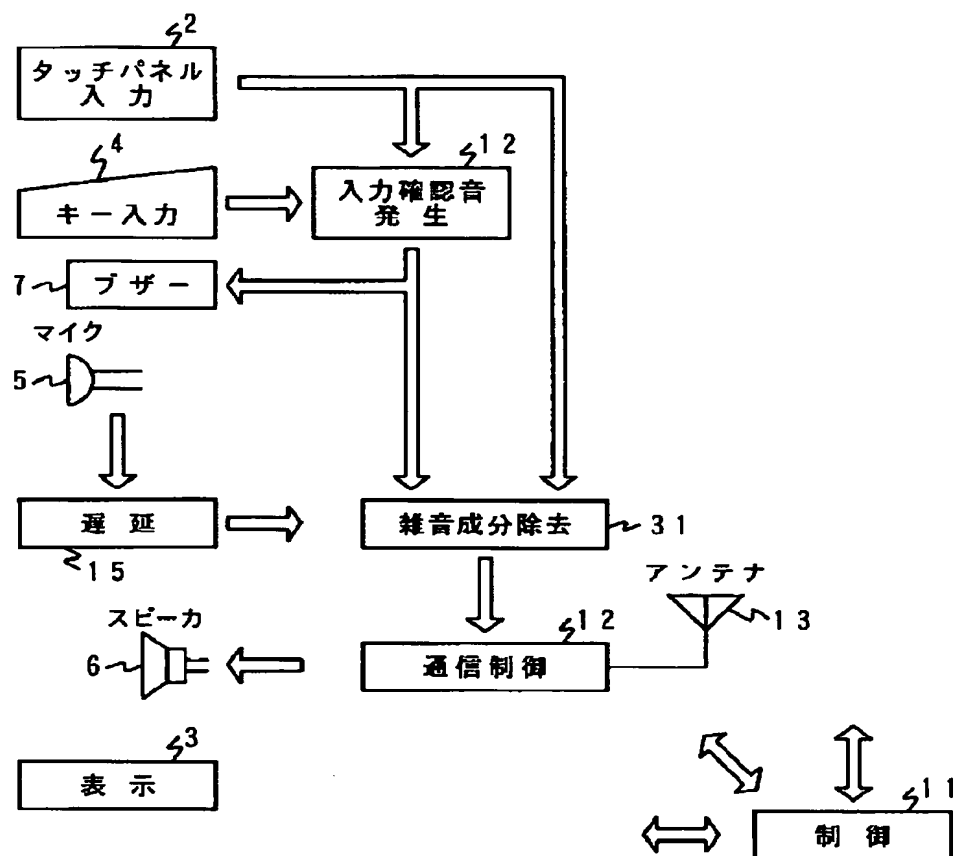 2
タッチパネル
入力
4
キー入力
12
入力確認音
発生
7
ブザー
マイク
5
遅延
15
雑音成分除去
31
アンテナ
13
スピーカ
6
12
通信制御
3
表示
11
制御